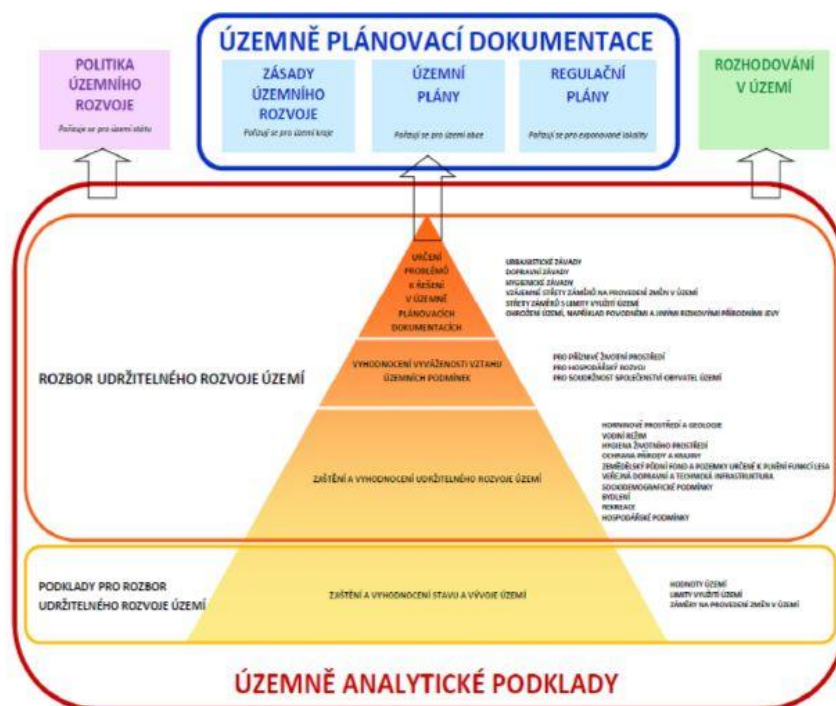 ÚZEMNĚ PLÁNOVACÍ DOKUMENTACE
POLITIKA
ÚZEMNÍHO
ROZVOJE
Pořizuje se pro území státu
ZÁSADY
ÚZEMNÍHO
ROZVOJE
Pořizují se pro území kraje
ÚZEMNÍ
PLÁNY
Pořizují se pro území obce
REGULAČNÍ
PLÁNY
Pořizují se pro exponované lokality
ROZHODOVÁNÍ
V ÚZEMÍ
URČENÍ
PROBLÉMŮ
K ŘEŠENÍ
V ÚZEMNĚ
PLÁNOVACÍCH
DOKUMENTACÍCH
URBANISTICKÉ ZÁVADY
DOPRAVNÍ ZÁVADY
HYGIENICKÉ ZÁVADY
VZÁJEMNÉ STŘETY ZÁMĚRŮ NA PROVEDENÍ ZMĚN V ÚZEMÍ
STŘETY ZÁMĚRŮ S LIMITY VYUŽITÍ ÚZEMÍ
OHROŽENÍ ÚZEMÍ, NAPŘÍKLAD POVODNĚMI A JINÝMI RIZIKOVÝMI PŘÍRODNÍMI JEVY
ROZBOR UDRŽITELNÉHO ROZVOJE ÚZEMÍ
VYHODNOCENÍ VYVÁŽENOSTI VZTAHU
ÚZEMNÍCH PODMÍNEK
PRO PŘÍZNIVÉ ŽIVOTNÍ PROSTŘEDÍ
PRO HOSPODÁŘSKÝ ROZVOJ
PRO SOUDRŽNOST SPOLEČENSTVÍ OBYVATEL ÚZEMÍ
ZJIŠTĚNÍ A VYHODNOCENÍ UDRŽITELNÉHO ROZVOJE ÚZEMÍ
HORNINOVÉ PROSTŘEDÍ A GEOLOGIE
VODNÍ REŽIM
HYGIENA ŽIVOTNÍHO PROSTŘEDÍ
OCHRANA PŘÍRODY A KRAJINY
ZEMĚDĚLSKÝ PŮDNÍ FOND A POZEMKY URČENÉ K PLNĚNÍ FUNKCÍ LESA
VEŘEJNÁ DOPRAVNÍ A TECHNICKÁ INFRASTRUKTURA
SOCIODEMOGRAFICKÉ PODMÍNKY
BYDLENÍ
REKREACE
HOSPODÁŘSKÉ PODMÍNKY
PODKLADY PRO ROZBOR
UDRŽITELNÉHO ROZVOJE ÚZEMÍ
ZJIŠTĚNÍ A VYHODNOCENÍ STAVU A VÝVOJE ÚZEMÍ
HODNOTY ÚZEMÍ
LIMITY VYUŽITÍ ÚZEMÍ
ZÁMĚRY NA PROVEDENÍ ZMĚN V ÚZEMÍ
ÚZEMNĚ ANALYTICKÉ PODKLADY